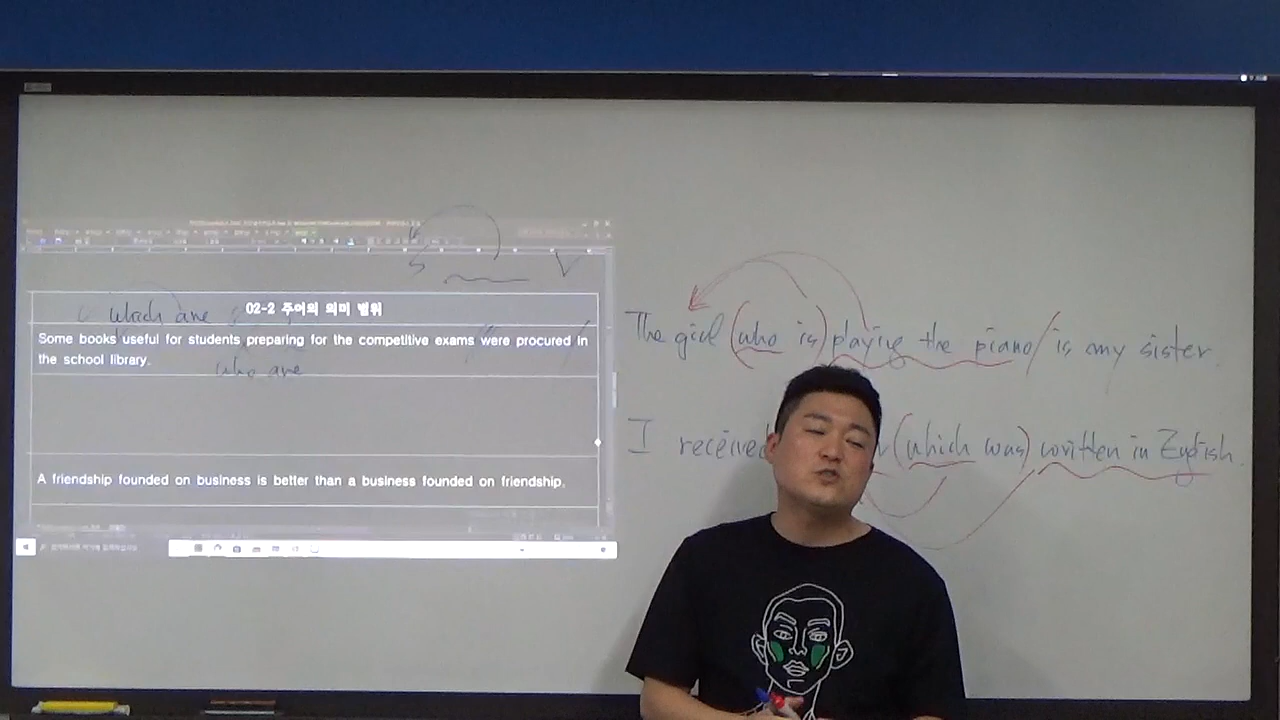 S V
which are
02-2 주어의 의미 범위
Some books useful for students preparing for the competitive exams were procured in
the school library.
who are
A friendship founded on business is better than a business founded on friendship.
The girl (who is) playing the piano / is my sister.
I received (which was) written in English.